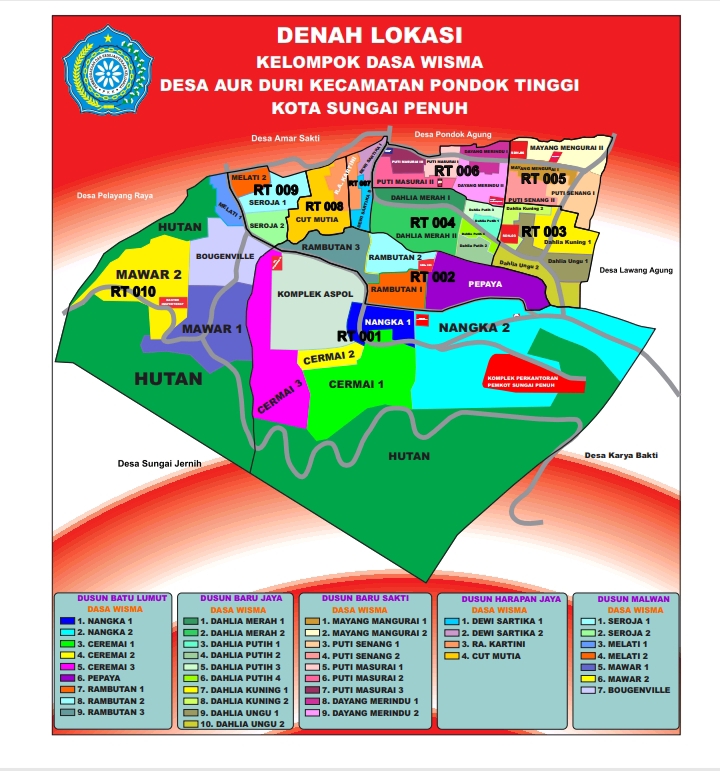 DENAH LOKASI
KELOMPOK DASA WISMA
DESA AUR DURI KECAMATAN PONDOK TINGGI
KOTA SUNGAI PENUH
Desa Amar Sakti
Desa Pondok Agung
Desa Pelayang Raya
Desa Lawang Agung
Desa Sungai Jernih
Desa Karya Bakti
MAYANG MENGURAI II
MELATI 2
RT 009
SEROJA 1
SEROJA 2
MELATI 1
RT 008
CUT MUTIA
RT 006
PUTI MASURAI II
DAYANG MERINDU I
DAYANG MERINDU II
RT 005
PUTI SENANG I
PUTI SENANG II
DAHLIA MERAH I
RT 004
DAHLIA MERAH II
Dahlia Kuning 2
RT 003
Dahlia Kuning 1
Dahlia Ungu 1
Dahlia Ungu 2
HUTAN
BOUGENVILLE
RAMBUTAN 3
RAMBUTAN 2
RT 002
RAMBUTAN I
PEPAYA
MAWAR 2
RT 010
MAWAR 1
KOMPLEK ASPOL
NANGKA 1
RT 001
NANGKA 2
CERMAI 2
CERMAI 1
CERMAI 3
KOMPLEK PERKANTORAN
PEMKOT SUNGAI PENUH
HUTAN
HUTAN
DUSUN BATU LUMUT
DASA WISMA
1. NANGKA 1
2. NANGKA 2
3. CEREMAI 1
4. CEREMAI 2
5. CEREMAI 3
6. PEPAYA
7. RAMBUTAN 1
8. RAMBUTAN 2
9. RAMBUTAN 3
DUSUN BARU JAYA
DASA WISMA
1. DAHLIA MERAH 1
2. DAHLIA MERAH 2
3. DAHLIA PUTIH 1
4. DAHLIA PUTIH 2
5. DAHLIA PUTIH 3
6. DAHLIA PUTIH 4
7. DAHLIA KUNING 1
8. DAHLIA KUNING 2
9. DAHLIA UNGU 1
10. DAHLIA UNGU 2
DUSUN BARU SAKTI
DASA WISMA
1. MAYANG MANGURAI 1
2. MAYANG MANGURAI 2
3. PUTI SENANG 1
4. PUTI SENANG 2
5. PUTI MASURAI 1
6. PUTI MASURAI 2
7. PUTI MASURAI 3
8. DAYANG MERINDU 1
9. DAYANG MERINDU 2
DUSUN HARAPAN JAYA
DASA WISMA
1. DEWI SARTIKA 1
2. DEWI SARTIKA 2
3. RA. KARTINI
4. CUT MUTIA
DUSUN MALWAN
DASA WISMA
1. SEROJA 1
2. SEROJA 2
3. MELATI 1
4. MELATI 2
5. MAWAR 1
6. MAWAR 2
7. BOUGENVILLE